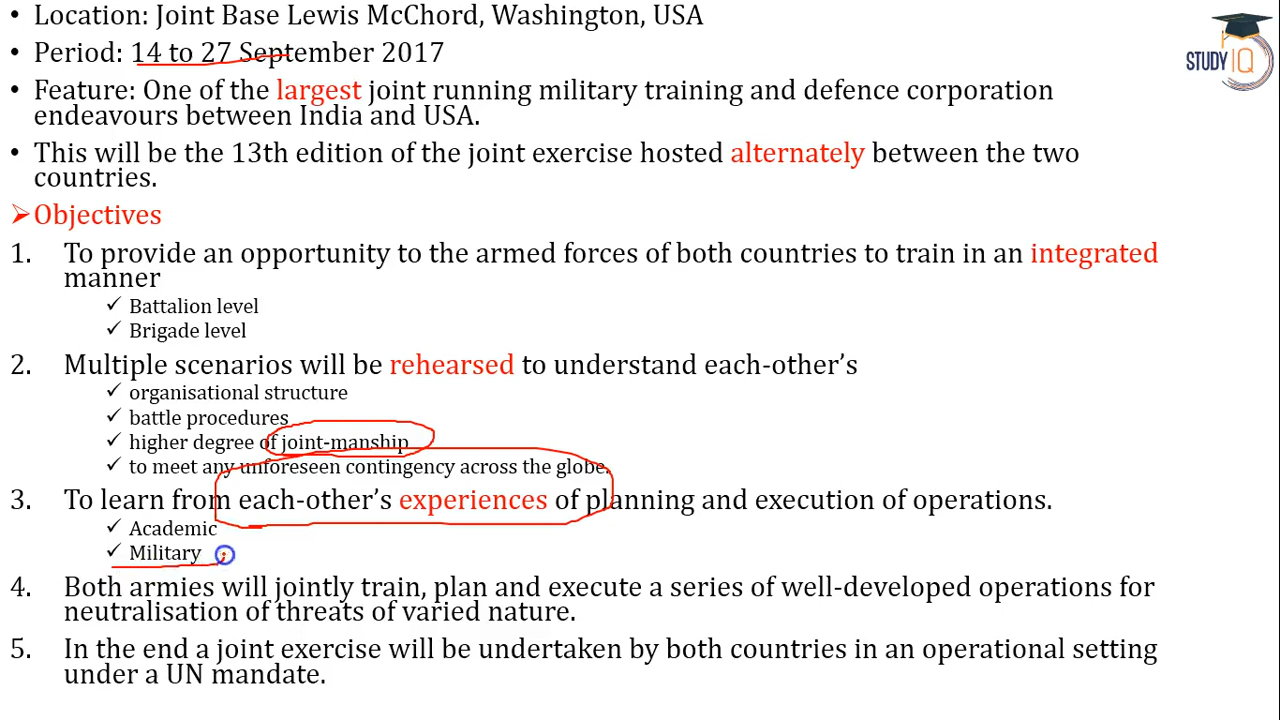 • Location: Joint Base Lewis McChord, Washington, USA
• Period: 14 to 27 September 2017
• Feature: One of the largest joint running military training and defence corporation
endeavours between India and USA.
• This will be the 13th edition of the joint exercise hosted alternately between the two
countries.
➢Objectives
1. To provide an opportunity to the armed forces of both countries to train in an integrated
manner
✓ Battalion level
✓ Brigade level
2. Multiple scenarios will be rehearsed to understand each-other’s
✓ organisational structure
✓ battle procedures
✓ higher degree of joint-manship
✓ to meet any unforeseen contingency across the globe.
3. To learn from each-other’s experiences of planning and execution of operations.
✓ Academic
✓ Military
4. Both armies will jointly train, plan and execute a series of well-developed operations for
neutralisation of threats of varied nature.
5. In the end a joint exercise will be undertaken by both countries in an operational setting
under a UN mandate.
STUDY IQ